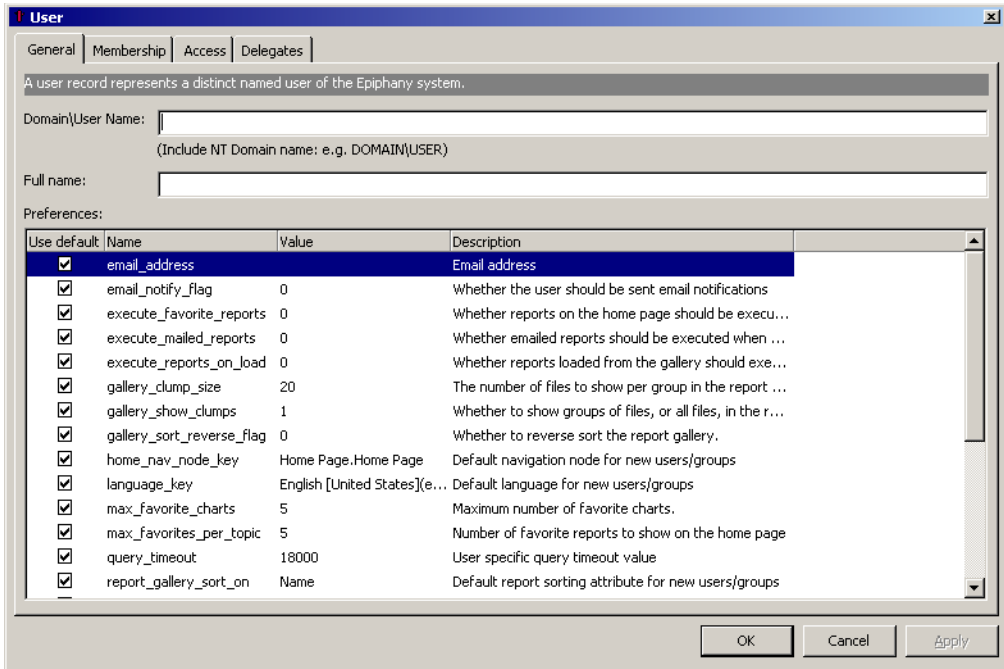 User
General Membership Access Delegates
A user record represents a distinct named user of the Epiphany system.
Domain\User Name:
(Include NT Domain name: e.g. DOMAIN\USER)
Full name:
Preferences:
Use default Name Value Description
email_address Email address
email_notify_flag 0 Whether the user should be sent email notifications
execute_favorite_reports 0 Whether reports on the home page should be execu...
execute_mailed_reports 0 Whether emailed reports should be executed when ...
execute_reports_on_load 0 Whether reports loaded from the gallery should exe...
gallery_clump_size 20 The number of files to show per group in the report ...
gallery_show_clumps 1 Whether to show groups of files, or all files, in the r...
gallery_sort_reverse_flag 0 Whether to reverse sort the report gallery.
home_nav_node_key Home Page.Home Page Default navigation node for new users/groups
language_key English [United States](e... Default language for new users/groups
max_favorite_charts 5 Maximum number of favorite charts.
max_favorites_per_topic 5 Number of favorite reports to show on the home page
query_timeout 18000 User specific query timeout value
report_gallery_sort_on Name Default report sorting attribute for new users/groups
OK Cancel Apply